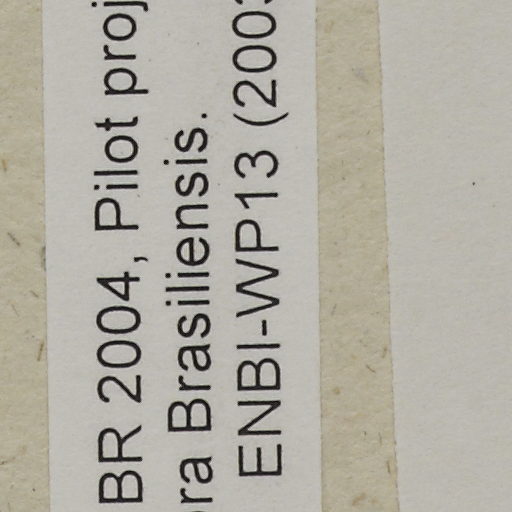 BR 2004, Pilot proj
ra Brasiliensis.
ENBI-WP13 (200